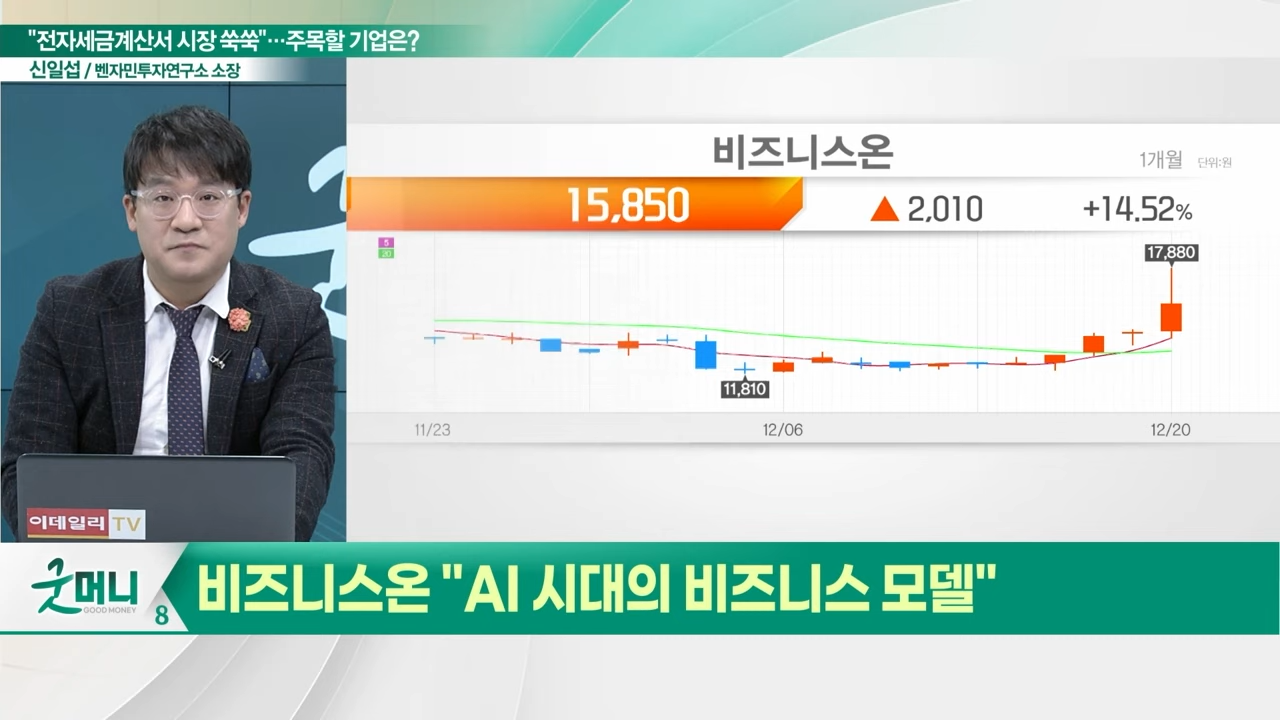 "전자세금계산서 시장 쑥쑥"…주목할 기업은?
신일섭 / 벤자민투자연구소 소장
비즈니스온
1개월 단위:원
15,850 ▲ 2,010 +14.52%
5
20
17,880
11,810
11/23 12/06 12/20
이데일리 TV
굿머니
GOOD MONEY
8
비즈니스온 "AI 시대의 비즈니스 모델"